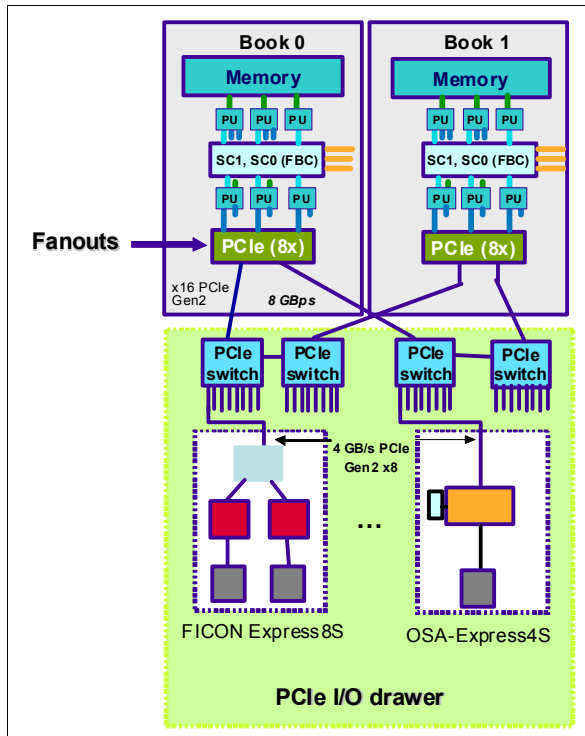 Book 0
Memory
PU
PU
PU
SC1, SC0 (FBC)
PU
PU
PU
PCIe (8x)
x16 PCIe
Gen2
8 GBps
Book 1
Memory
PU
PU
PU
SC1, SC0 (FBC)
PU
PU
PU
PCIe (8x)
Fanouts
PCIe
switch
PCIe
switch
PCIe
switch
PCIe
switch
4 GB/s PCIe
Gen2 x8
...
FICON Express8S
OSA-Express4S
PCIe I/O drawer